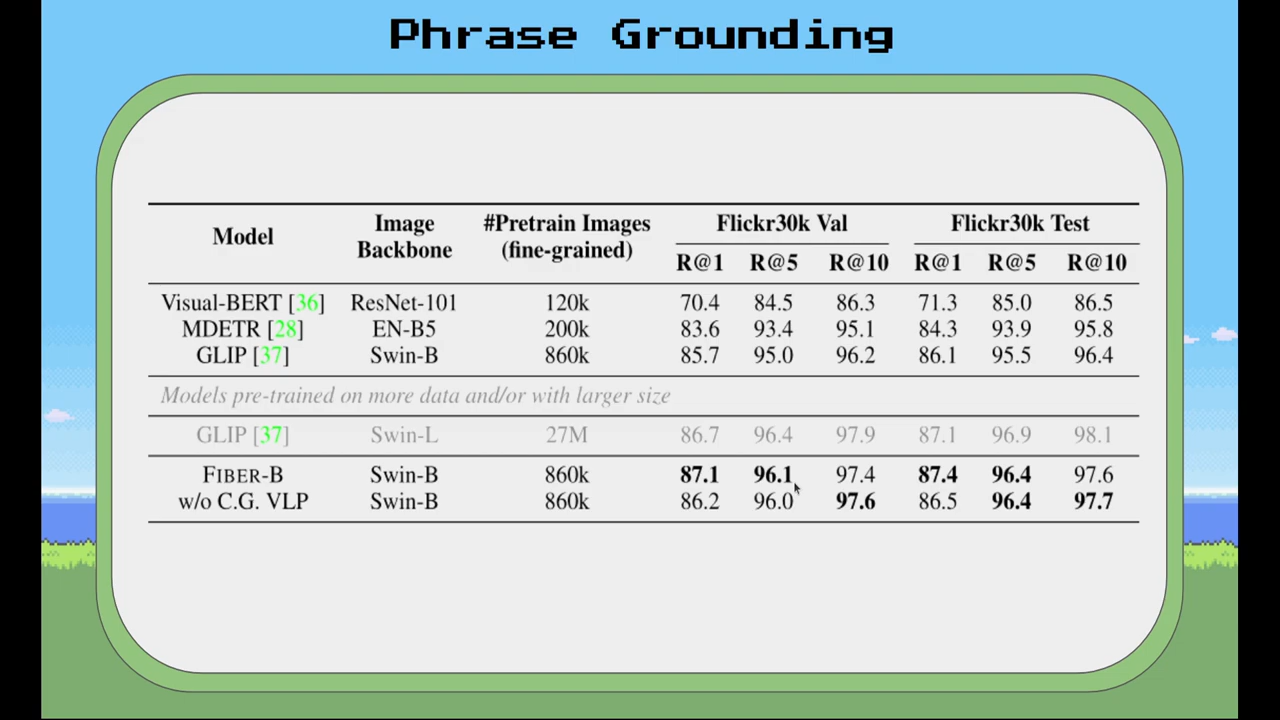 Phrase Grounding
Model Image Backbone #Pretrain Images (fine-grained) Flickr30k Val Flickr30k Test
R@1 R@5 R@10 R@1 R@5 R@10
Visual-BERT [36] ResNet-101 120k 70.4 84.5 86.3 71.3 85.0 86.5
MDETR [28] EN-B5 200k 83.6 93.4 95.1 84.3 93.9 95.8
GLIP [37] Swin-B 860k 85.7 95.0 96.2 86.1 95.5 96.4
Models pre-trained on more data and/or with larger size
GLIP [37] Swin-L 27M 86.7 96.4 97.9 87.1 96.9 98.1
FIBER-B Swin-B 860k 87.1 96.1 97.4 87.4 96.4 97.6
w/o C.G. VLP Swin-B 860k 86.2 96.0 97.6 86.5 96.4 97.7